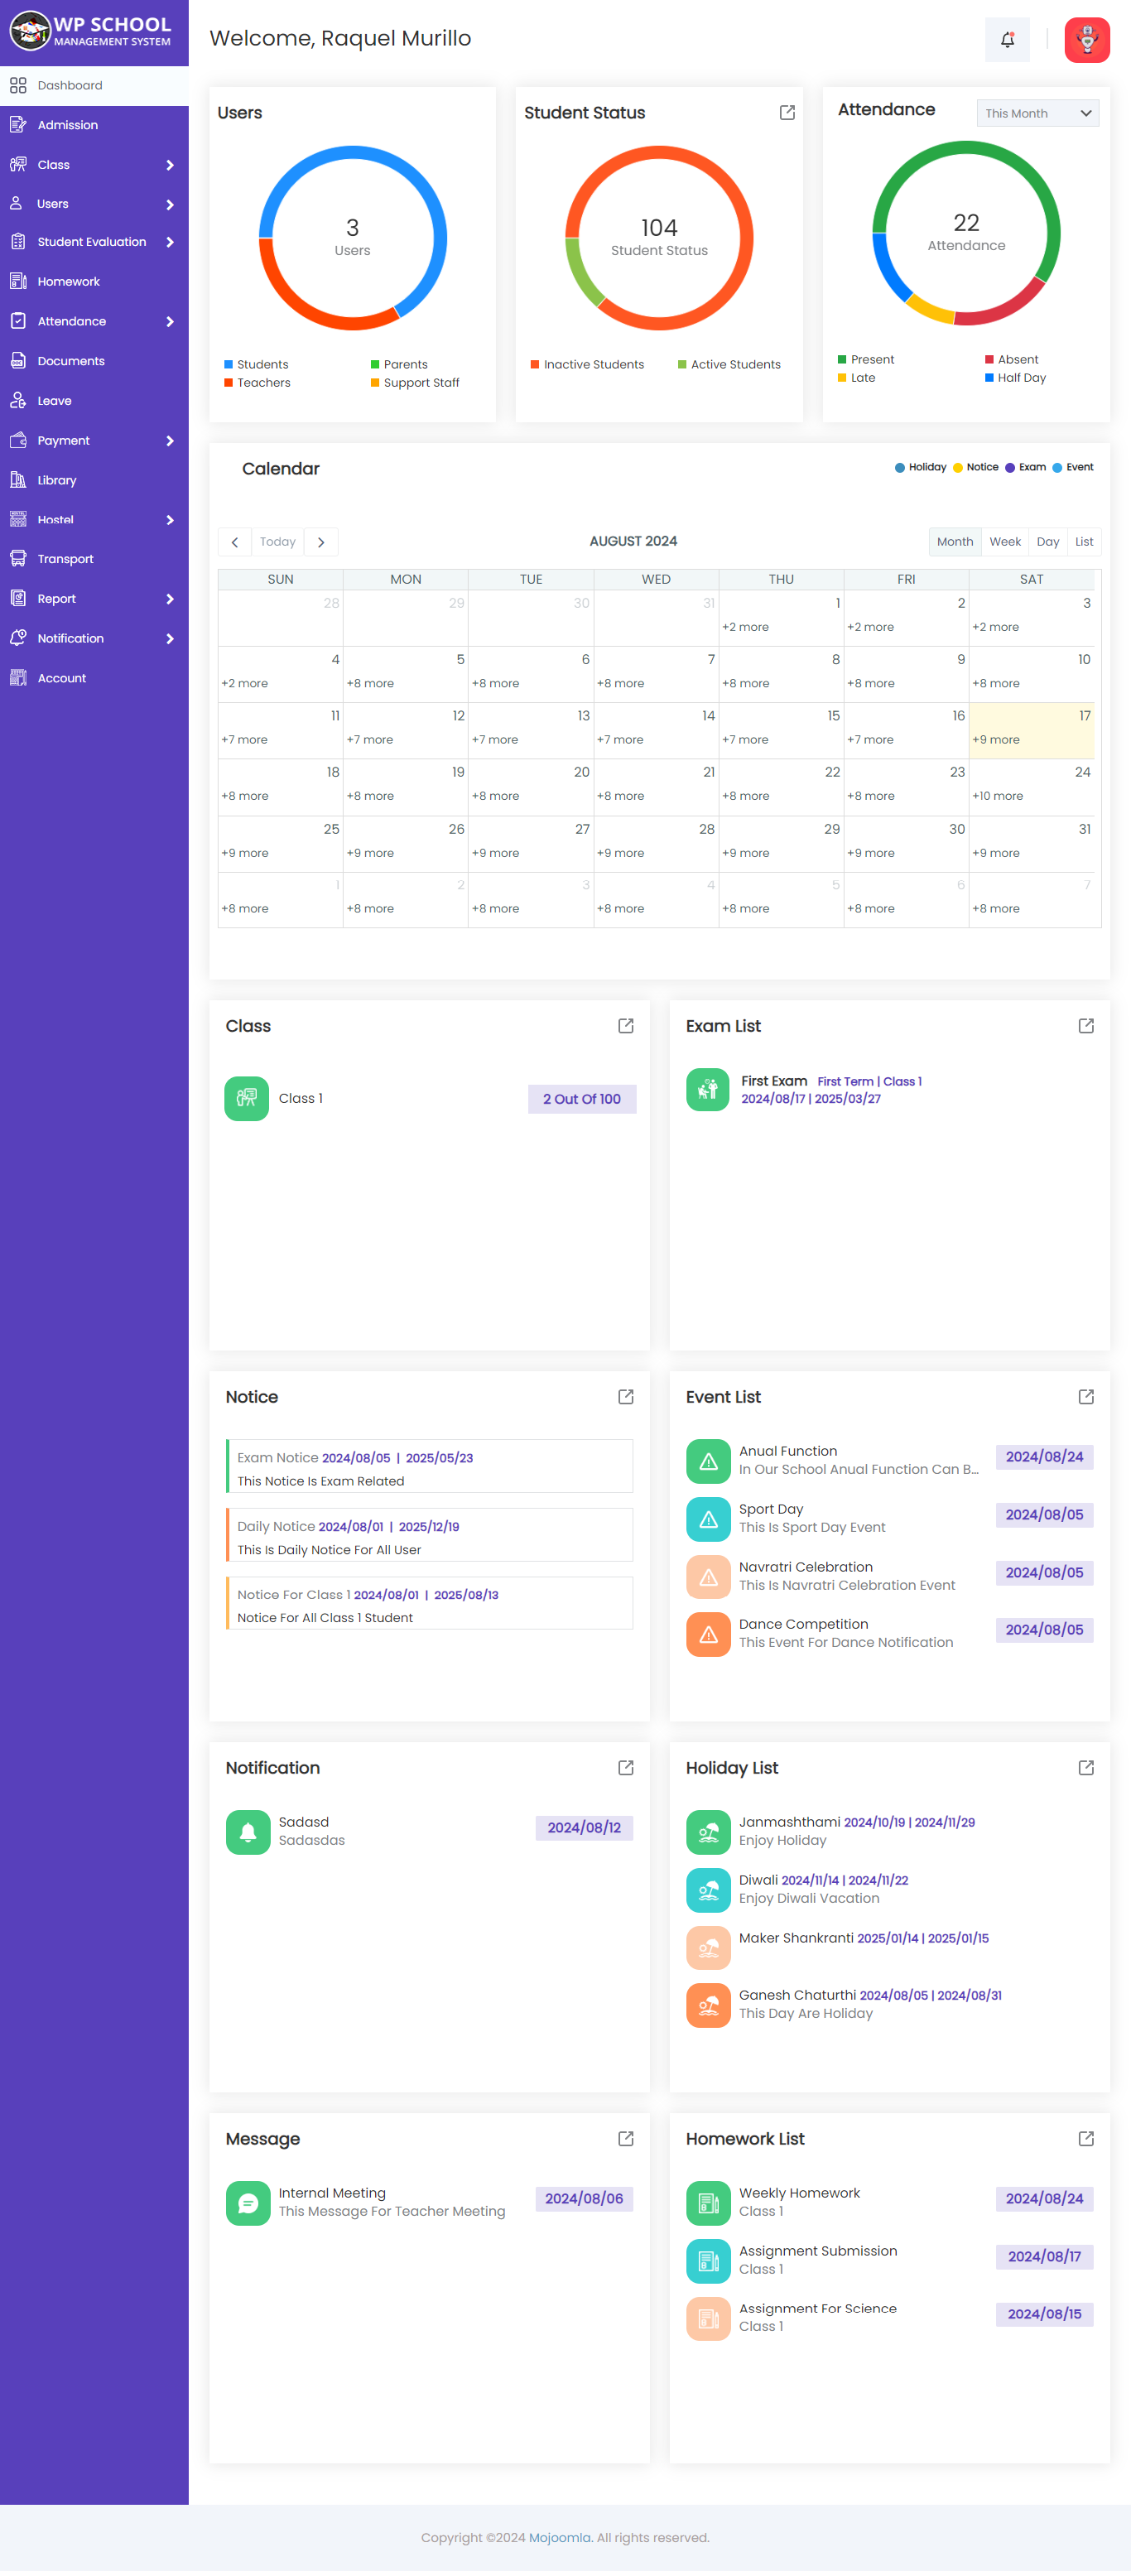 WP SCHOOL
MANAGEMENT SYSTEM
Dashboard
Admission
Class
Users
Student Evaluation
Homework
Attendance
Documents
Leave
Payment
Library
Hostel
Transport
Report
Notification
Account
Welcome, Raquel Murillo
Users
3
Users
Students
Parents
Teachers
Support Staff
Student Status
104
Student Status
Inactive Students
Active Students
Attendance
This Month
22
Attendance
Present
Absent
Late
Half Day
Calendar
Holiday Notice Exam Event
Today
AUGUST 2024
Month Week Day List
SUN MON TUE WED THU FRI SAT
28 29 30 31 1 2 3
+2 more +2 more +2 more
4 5 6 7 8 9 10
+2 more +8 more +8 more +8 more +8 more +8 more +8 more
11 12 13 14 15 16 17
+7 more +7 more +7 more +7 more +7 more +7 more +9 more
18 19 20 21 22 23 24
+8 more +8 more +8 more +8 more +8 more +8 more +10 more
25 26 27 28 29 30 31
+9 more +9 more +9 more +9 more +9 more +9 more +9 more
1 2 3 4 5 6 7
+8 more +8 more +8 more +8 more +8 more +8 more +8 more
Class
Class 1
2 Out Of 100
Exam List
First Exam First Term | Class 1
2024/08/17 | 2025/03/27
Notice
Exam Notice 2024/08/05 | 2025/05/23
This Notice Is Exam Related
Daily Notice 2024/08/01 | 2025/12/19
This Is Daily Notice For All User
Notice For Class 1 2024/08/01 | 2025/08/13
Notice For All Class 1 Student
Event List
Anual Function
In Our School Anual Function Can B...
2024/08/24
Sport Day
This Is Sport Day Event
2024/08/05
Navratri Celebration
This Is Navratri Celebration Event
2024/08/05
Dance Competition
This Event For Dance Notification
2024/08/05
Notification
Sadasd
Sadasdas
2024/08/12
Holiday List
Janmashthami 2024/10/19 | 2024/11/29
Enjoy Holiday
Diwali 2024/11/14 | 2024/11/22
Enjoy Diwali Vacation
Maker Shankranti 2025/01/14 | 2025/01/15
Ganesh Chaturthi 2024/08/05 | 2024/08/31
This Day Are Holiday
Message
Internal Meeting
This Message For Teacher Meeting
2024/08/06
Homework List
Weekly Homework
Class 1
2024/08/24
Assignment Submission
Class 1
2024/08/17
Assignment For Science
Class 1
2024/08/15
Copyright ©2024 Mojoomla. All rights reserved.